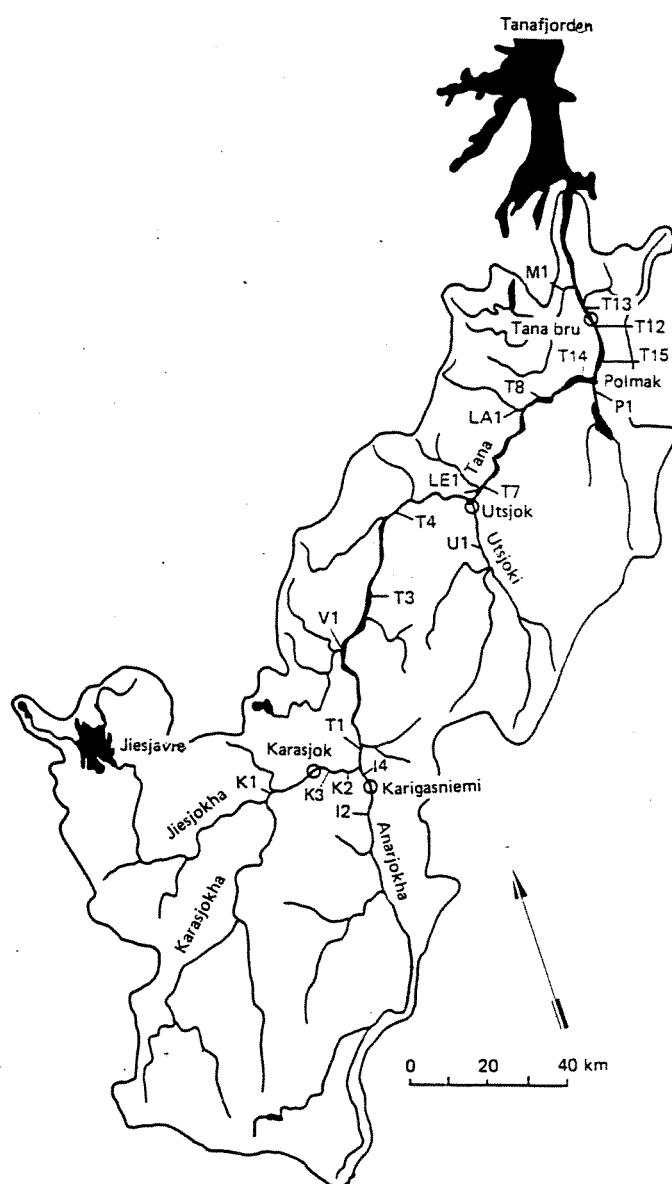 Tanafjorden
M1
T13
Tana bru
T12
T14
T15
T8
Polmak
P1
LA1
Tana
LE1
T7
Utsjok
T4
U1
Utsjoki
T3
V1
T1
Jiesjavre
Karasjok
I4
K1
K3
K2
Karigasniemi
I2
Jiesjokha
Anarjokha
Karasjokha
0 20 40 km